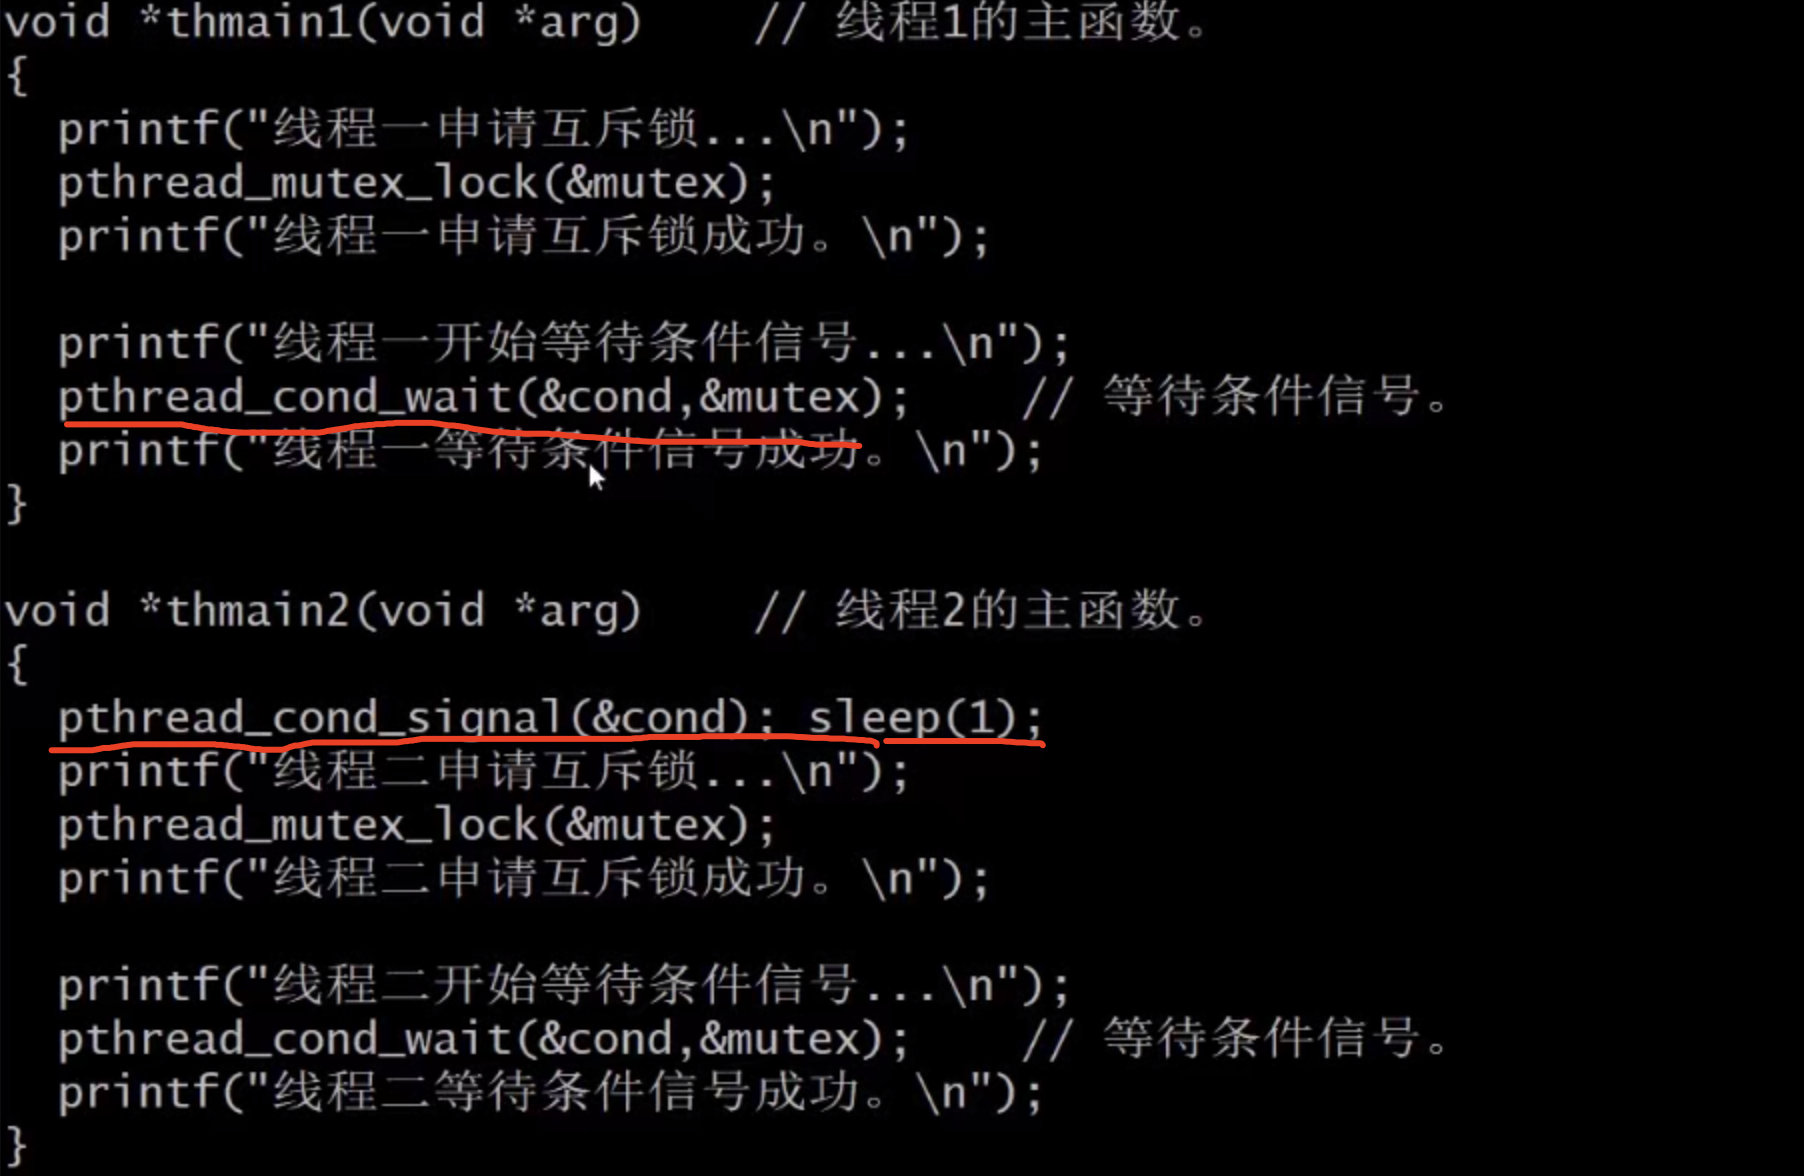 void *thmain1(void *arg)    // 线程1的主函数。
{
  printf("线程一申请互斥锁...\n");
  pthread_mutex_lock(&mutex);
  printf("线程一申请互斥锁成功。\n");

  printf("线程一开始等待条件信号...\n");
  pthread_cond_wait(&cond,&mutex);    // 等待条件信号。
  printf("线程一等待条件信号成功。\n");
}

void *thmain2(void *arg)    // 线程2的主函数。
{
  pthread_cond_signal(&cond); sleep(1);
  printf("线程二申请互斥锁...\n");
  pthread_mutex_lock(&mutex);
  printf("线程二申请互斥锁成功。\n");

  printf("线程二开始等待条件信号...\n");
  pthread_cond_wait(&cond,&mutex);    // 等待条件信号。
  printf("线程二等待条件信号成功。\n");
}